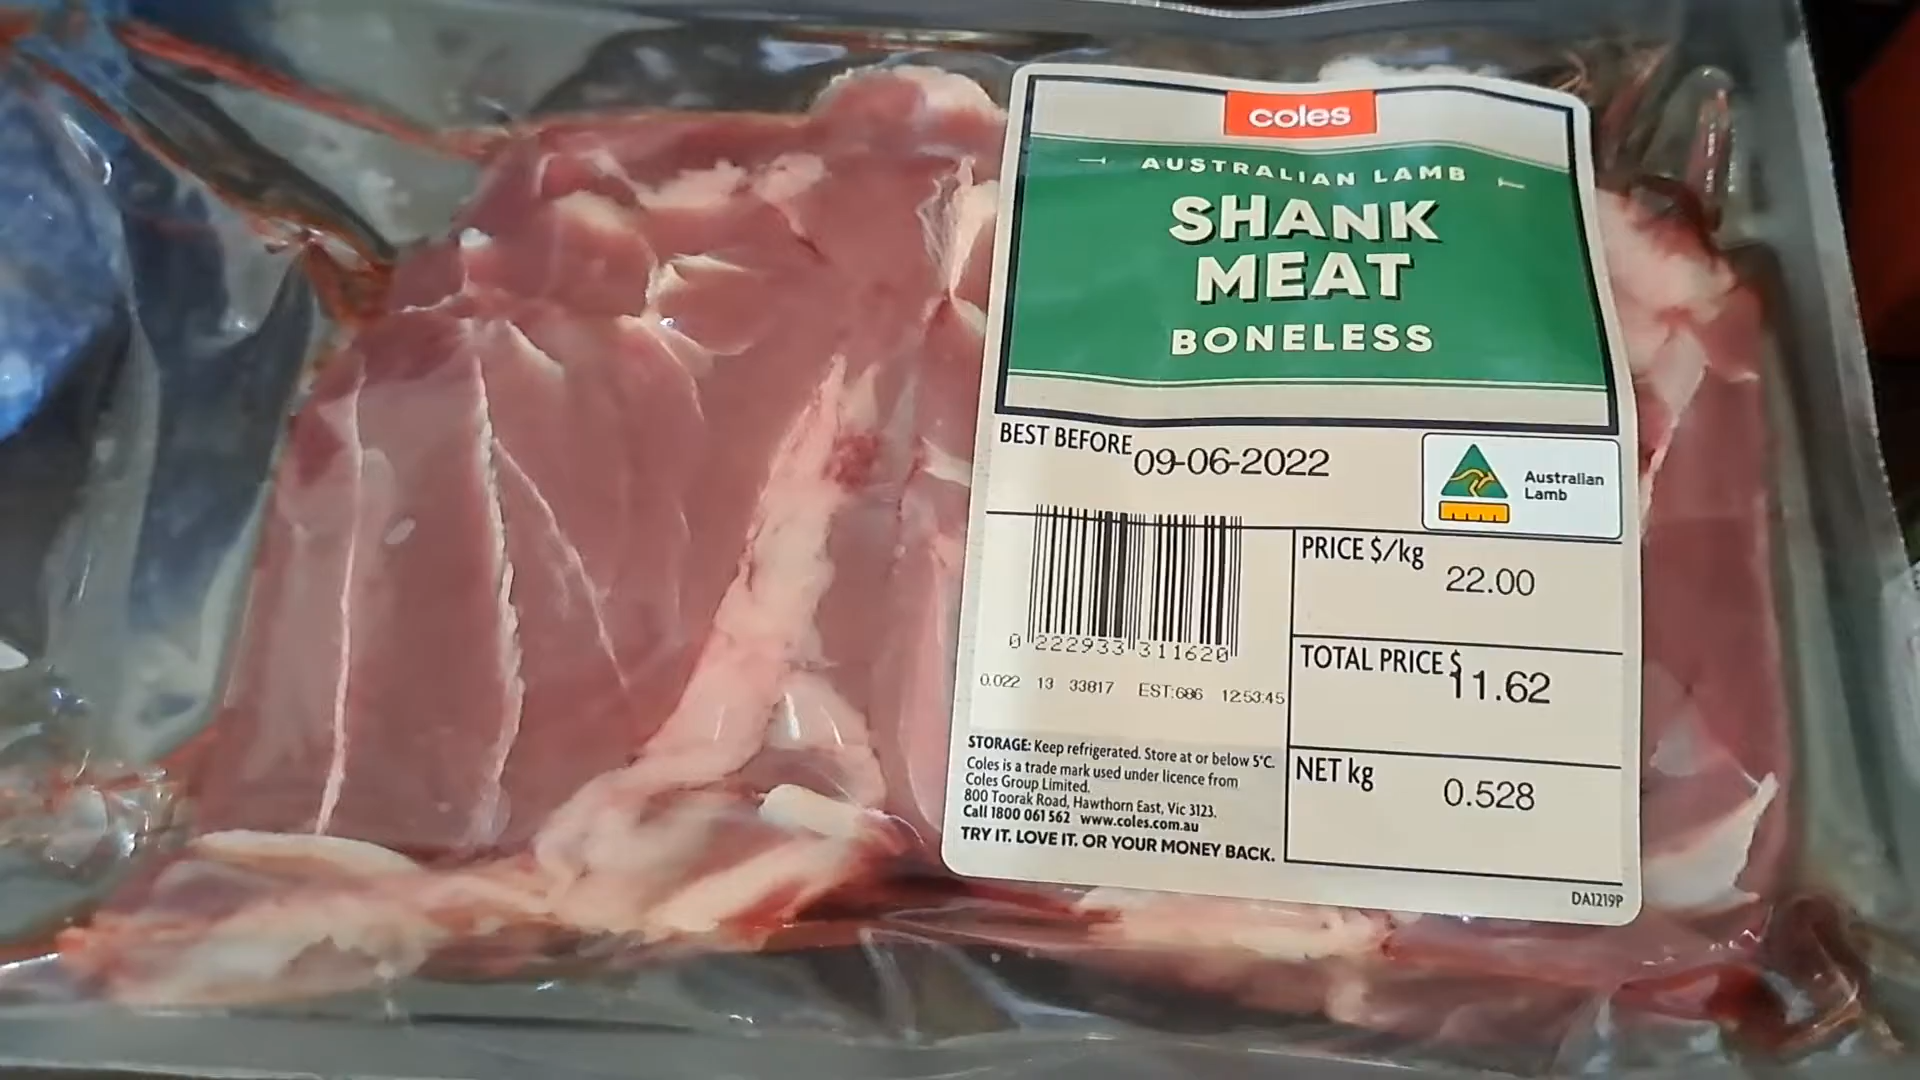 coles
AUSTRALIAN LAMB
SHANK
MEAT
BONELESS
BEST BEFORE 09-06-2022
Australian
Lamb
0 222933 311620
0.022 13 33817 EST:686 12:53:45
PRICE $/kg
22.00
TOTAL PRICE $
11.62
NET kg
0.528
STORAGE: Keep refrigerated. Store at or below 5°C.
Coles is a trade mark used under licence from
Coles Group Limited.
800 Toorak Road, Hawthorn East, Vic 3123.
Call 1800 061 562 www.coles.com.au
TRY IT. LOVE IT. OR YOUR MONEY BACK.
DA1219P